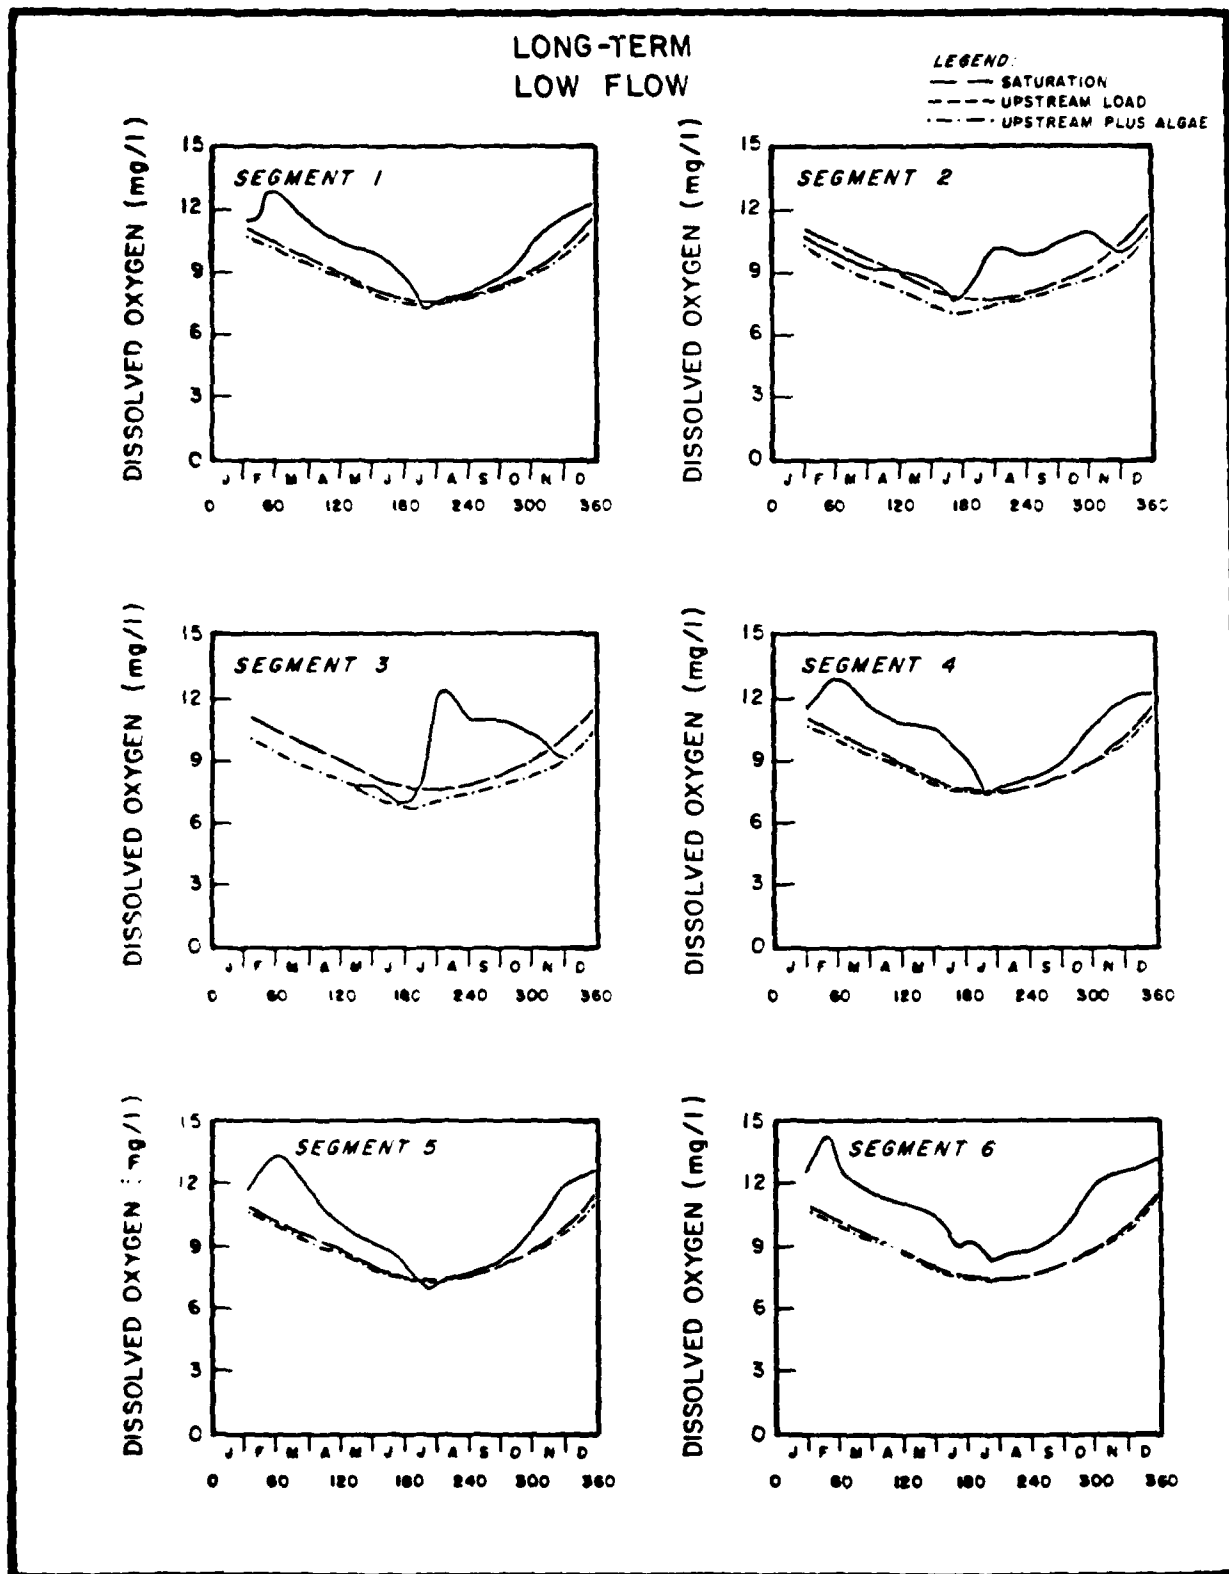 LONG-TERM
LOW FLOW
LEGEND:
SATURATION
UPSTREAM LOAD
UPSTREAM PLUS ALGAE
DISSOLVED OXYGEN (mg/l)
15
12
9
6
3
0
SEGMENT 1
J F M A M J J A S O N D
0 60 120 180 240 300 360
DISSOLVED OXYGEN (mg/l)
15
12
9
6
3
0
SEGMENT 2
J F M A M J J A S O N D
0 60 120 180 240 300 360
DISSOLVED OXYGEN (mg/l)
15
12
9
6
3
0
SEGMENT 3
J F M A M J J A S O N D
0 60 120 180 240 300 360
DISSOLVED OXYGEN (mg/l)
15
12
9
6
3
0
SEGMENT 4
J F M A M J J A S O N D
0 60 120 180 240 300 360
DISSOLVED OXYGEN (mg/l)
15
12
9
6
3
0
SEGMENT 5
J F M A M J J A S O N D
0 60 120 180 240 300 360
DISSOLVED OXYGEN (mg/l)
15
12
9
6
3
0
SEGMENT 6
J F M A M J J A S O N D
0 60 120 180 240 300 360